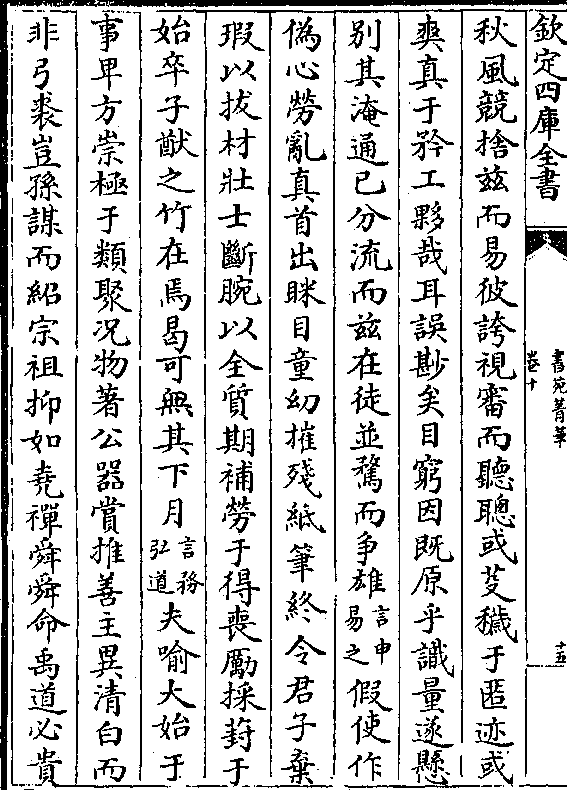 欽定四庫全書
書苑菁華
卷十
十五
秋風競捨兹而易彼誇視審而聽聰或芟穢于匿迹或
爽真于矜工夥哉耳誤尠矣目窮因既原乎識量遂懸
别其淹通已分流而兹在徒並騖而爭雄言申易之假使作
偽心勞亂真首出眯目童幼摧殘紙筆終令君子棄
瑕以拔材壯士斷腕以全質期補勞于得喪勵採葑于
始卒子猷之竹在焉曷可無其下月言務弘道夫喻大始于
事卑方崇極于類聚况物著公器賞推善主異清白而
非弓裘豈孫謀而紹宗祖抑如堯禪舜舜命禹道必貴